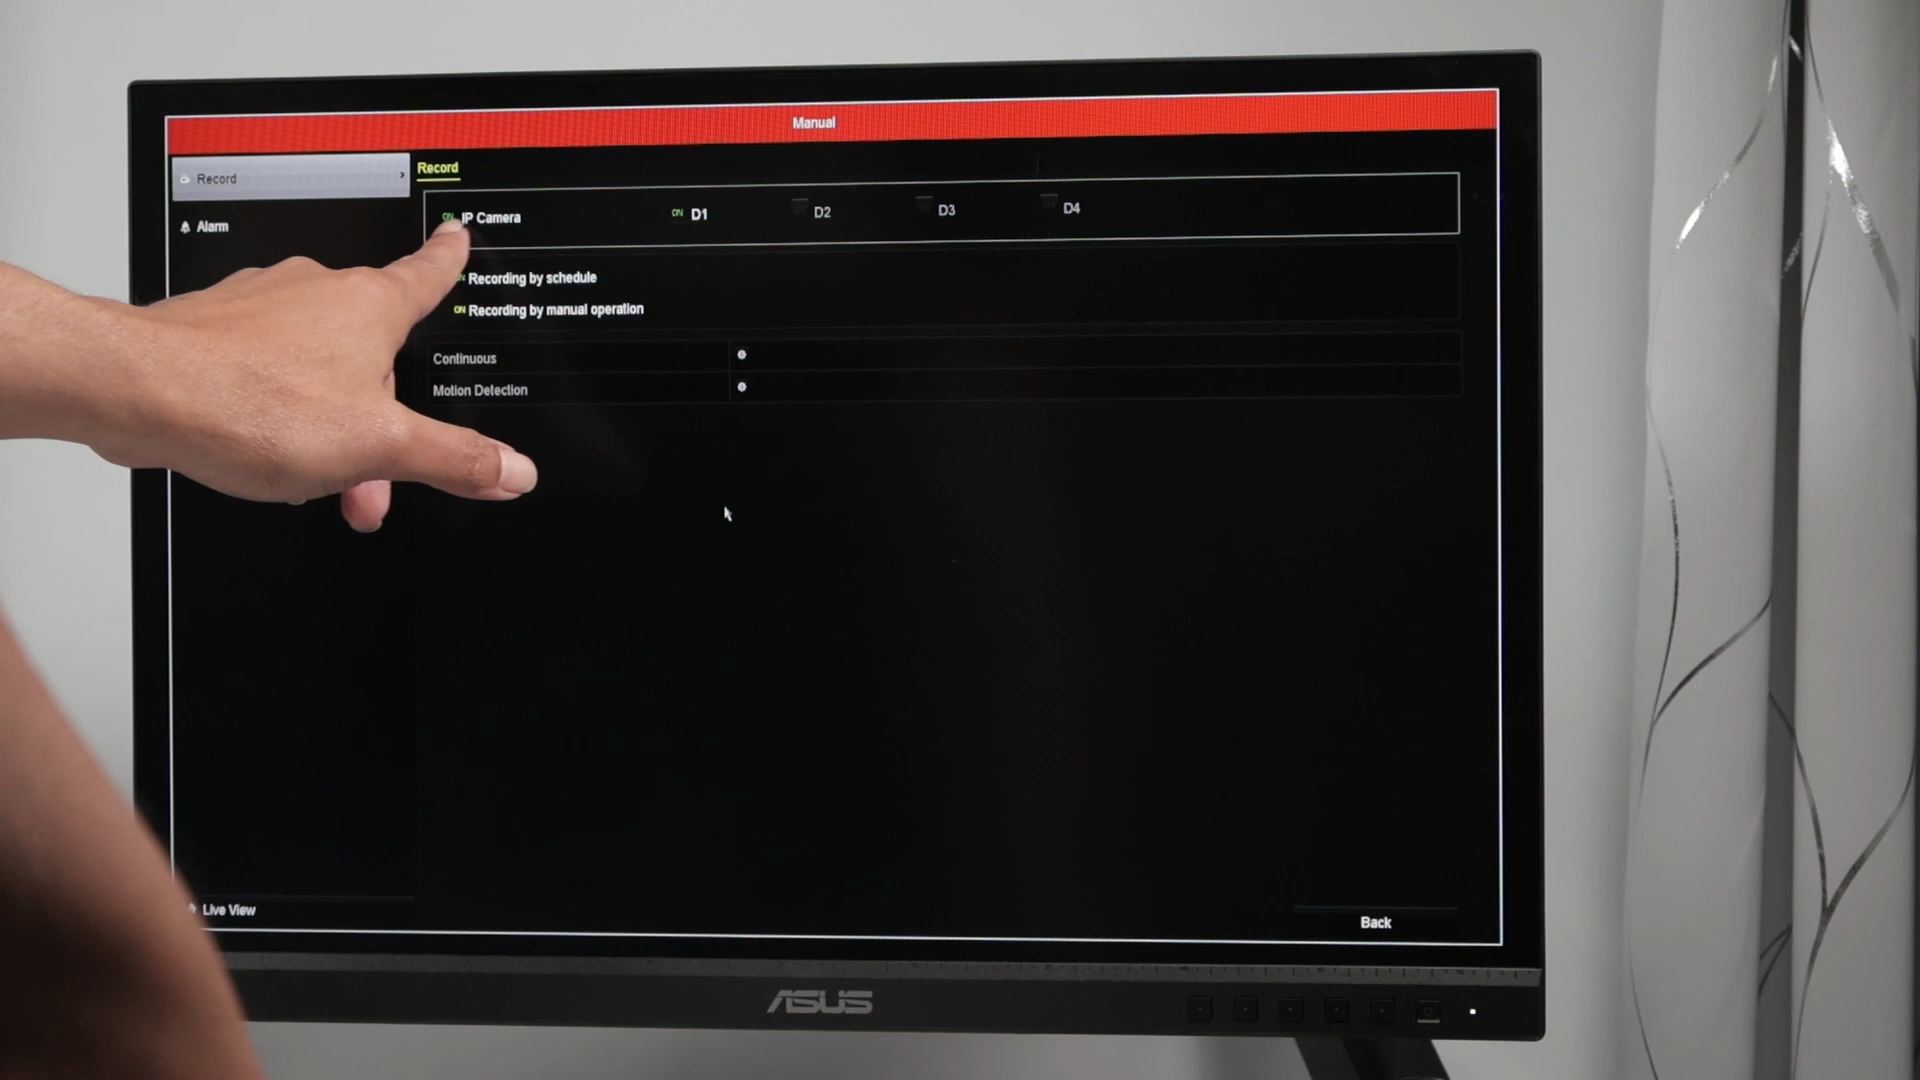 Manual
Record
Alarm
Record
ON IP Camera ON D1 D2 D3 D4
Recording by schedule
ON Recording by manual operation
Continuous
Motion Detection
Live View
Back
ASUS